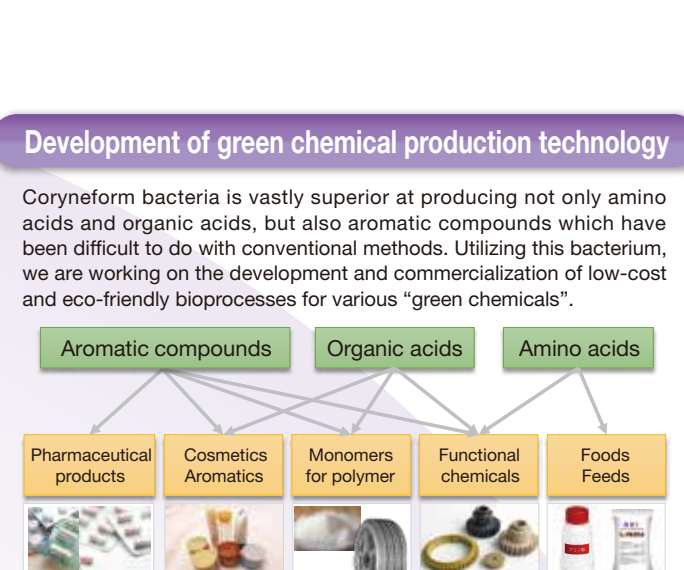 Development of green chemical production technology
Coryneform bacteria is vastly superior at producing not only amino
acids and organic acids, but also aromatic compounds which have
been difficult to do with conventional methods. Utilizing this bacterium,
we are working on the development and commercialization of low-cost
and eco-friendly bioprocesses for various “green chemicals”.
Aromatic compounds
Organic acids
Amino acids
Pharmaceutical
products
Cosmetics
Aromatics
Monomers
for polymer
Functional
chemicals
Foods
Feeds